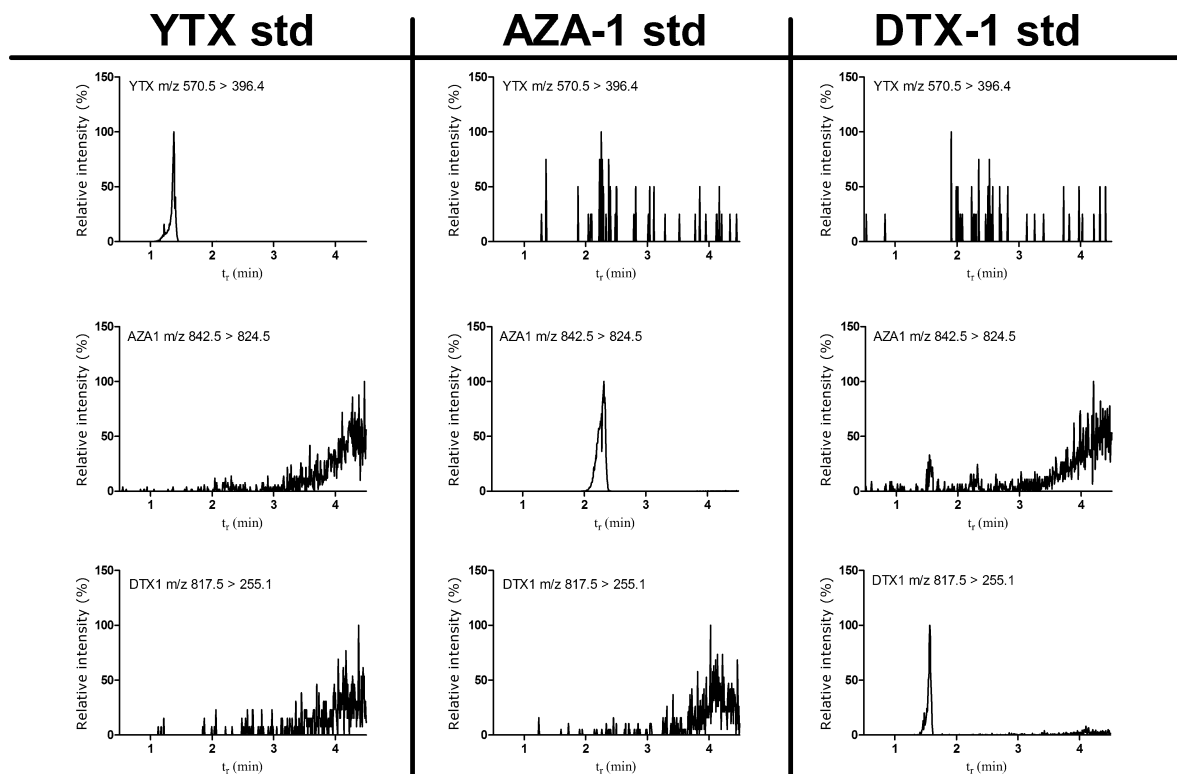 YTX std
AZA-1 std
DTX-1 std
YTX m/z 570.5 > 396.4
Relative intensity (%)
150
100
50
0
1 2 3 4
tr (min)
YTX m/z 570.5 > 396.4
Relative intensity (%)
150
100
50
0
1 2 3 4
tr (min)
YTX m/z 570.5 > 396.4
Relative intensity (%)
150
100
50
0
1 2 3 4
tr (min)
AZA1 m/z 842.5 > 824.5
Relative intensity (%)
150
100
50
0
1 2 3 4
tr (min)
AZA1 m/z 842.5 > 824.5
Relative intensity (%)
150
100
50
0
1 2 3 4
tr (min)
AZA1 m/z 842.5 > 824.5
Relative intensity (%)
150
100
50
0
1 2 3 4
tr (min)
DTX1 m/z 817.5 > 255.1
Relative intensity (%)
150
100
50
0
1 2 3 4
tr (min)
DTX1 m/z 817.5 > 255.1
Relative intensity (%)
150
100
50
0
1 2 3 4
tr (min)
DTX1 m/z 817.5 > 255.1
Relative intensity (%)
150
100
50
0
1 2 3 4
tr (min)